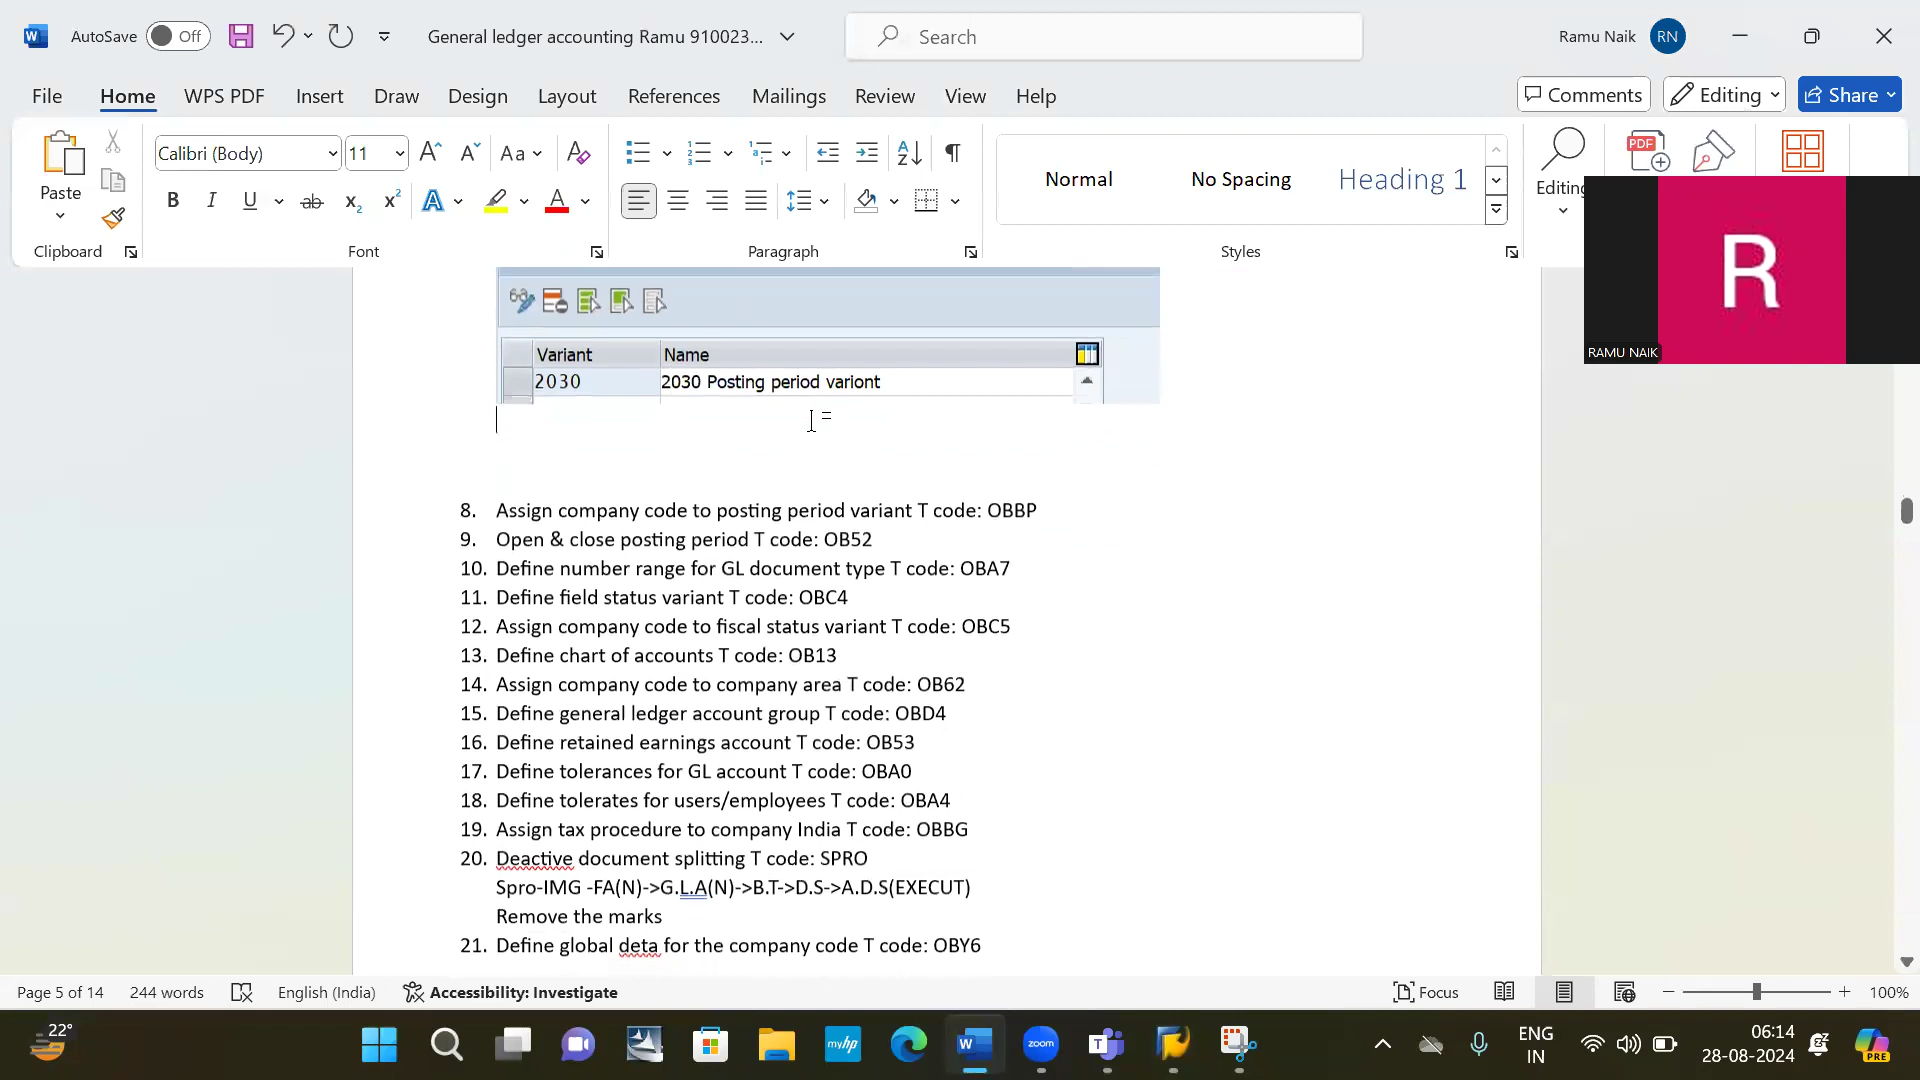 AutoSave Off General ledger accounting Ramu 910023... Search Ramu Naik RN
File Home WPS PDF Insert Draw Design Layout References Mailings Review View Help Comments Editing Share
Paste
Clipboard
Calibri (Body) 11
Font
Paragraph
Normal No Spacing Heading 1
Styles
Editing
PDF
R
RAMU NAIK
Variant Name
2030 2030 Posting period variont
8. Assign company code to posting period variant T code: OBBP
9. Open & close posting period T code: OB52
10. Define number range for GL document type T code: OBA7
11. Define field status variant T code: OBC4
12. Assign company code to fiscal status variant T code: OBC5
13. Define chart of accounts T code: OB13
14. Assign company code to company area T code: OB62
15. Define general ledger account group T code: OBD4
16. Define retained earnings account T code: OB53
17. Define tolerances for GL account T code: OBA0
18. Define tolerates for users/employees T code: OBA4
19. Assign tax procedure to company India T code: OBBG
20. Deactive document splitting T code: SPRO
Spro-IMG -FA(N)->G.L.A(N)->B.T->D.S->A.D.S(EXECUT)
Remove the marks
21. Define global deta for the company code T code: OBY6
Page 5 of 14 244 words English (India) Accessibility: Investigate Focus 100%
22° myhp zoom ENG IN 06:14 28-08-2024 PRE